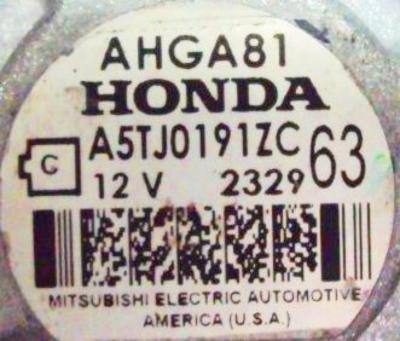 AHGA81
HONDA
C A5TJ0191ZC 63
12 V 2329
MITSUBISHI ELECTRIC AUTOMOTIVE
AMERICA (U.S.A.)